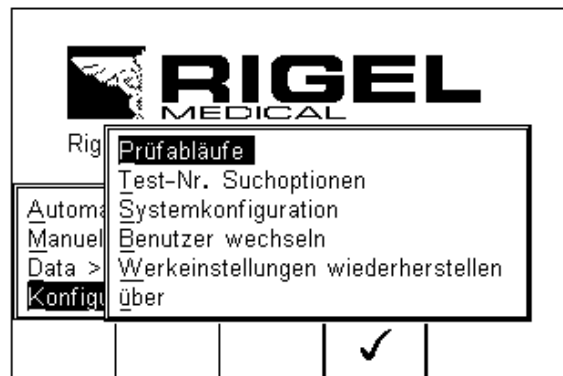 RIGEL
MEDICAL
Rig
Prüfabläufe
Test-Nr. Suchoptionen
Systemkonfiguration
Benutzer wechseln
Werkeinstellungen wiederherstellen
über
Automa
Manuel
Data >
Konfigu